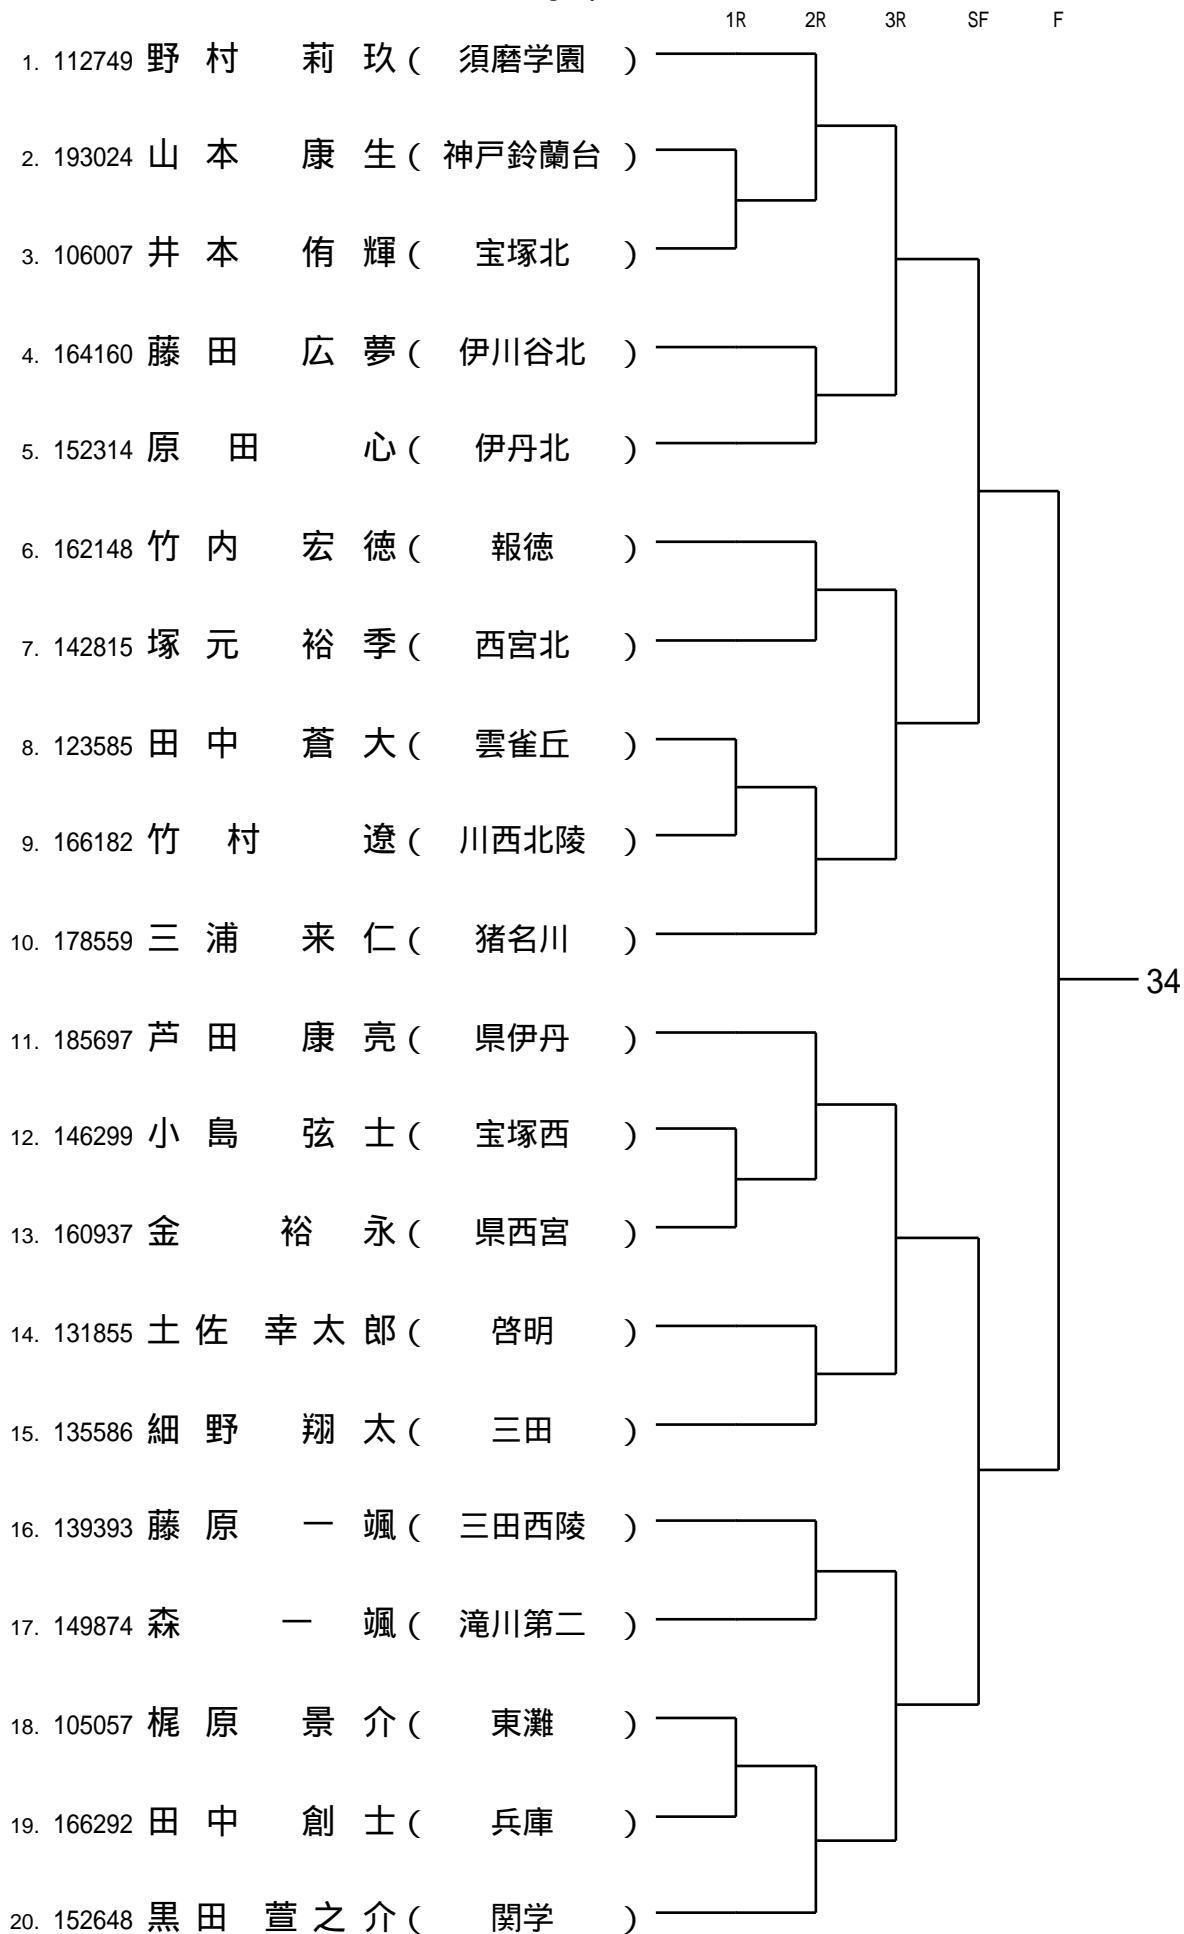 1R 2R 3R SF F
1. 112749 野村 莉玖 ( 須磨学園 )
2. 193024 山本 康生 ( 神戸鈴蘭台 )
3. 106007 井本 侑輝 ( 宝塚北 )
4. 164160 藤田 広夢 ( 伊川谷北 )
5. 152314 原田 心 ( 伊丹北 )
6. 162148 竹内 宏徳 ( 報徳 )
7. 142815 塚元 裕季 ( 西宮北 )
8. 123585 田中 蒼大 ( 雲雀丘 )
9. 166182 竹村 遼 ( 川西北陵 )
10. 178559 三浦 来仁 ( 猪名川 )
34
11. 185697 芦田 康亮 ( 県伊丹 )
12. 146299 小島 弦士 ( 宝塚西 )
13. 160937 金 裕永 ( 県西宮 )
14. 131855 土佐 幸太郎 ( 啓明 )
15. 135586 細野 翔太 ( 三田 )
16. 139393 藤原 一颯 ( 三田西陵 )
17. 149874 森 一颯 ( 滝川第二 )
18. 105057 梶原 景介 ( 東灘 )
19. 166292 田中 創士 ( 兵庫 )
20. 152648 黒田 萱之介 ( 関学 )